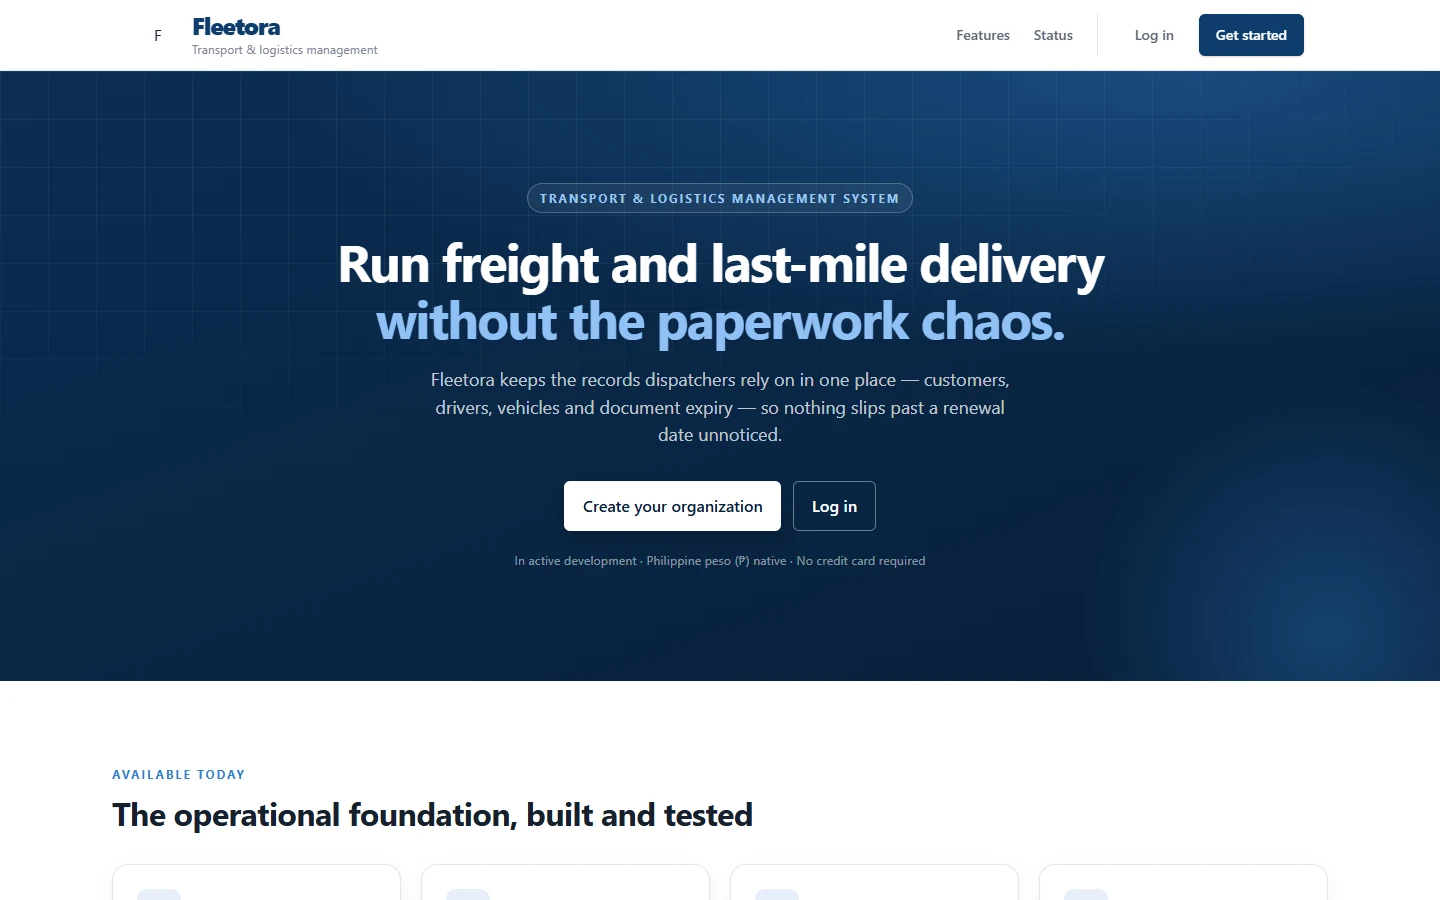 F
Fleetora
Transport & logistics management
Features
Status
Log in
Get started
TRANSPORT & LOGISTICS MANAGEMENT SYSTEM
Run freight and last-mile delivery
without the paperwork chaos.
Fleetora keeps the records dispatchers rely on in one place — customers,
drivers, vehicles and document expiry — so nothing slips past a renewal
date unnoticed.
Create your organization
Log in
In active development · Philippine peso (₱) native · No credit card required
AVAILABLE TODAY
The operational foundation, built and tested